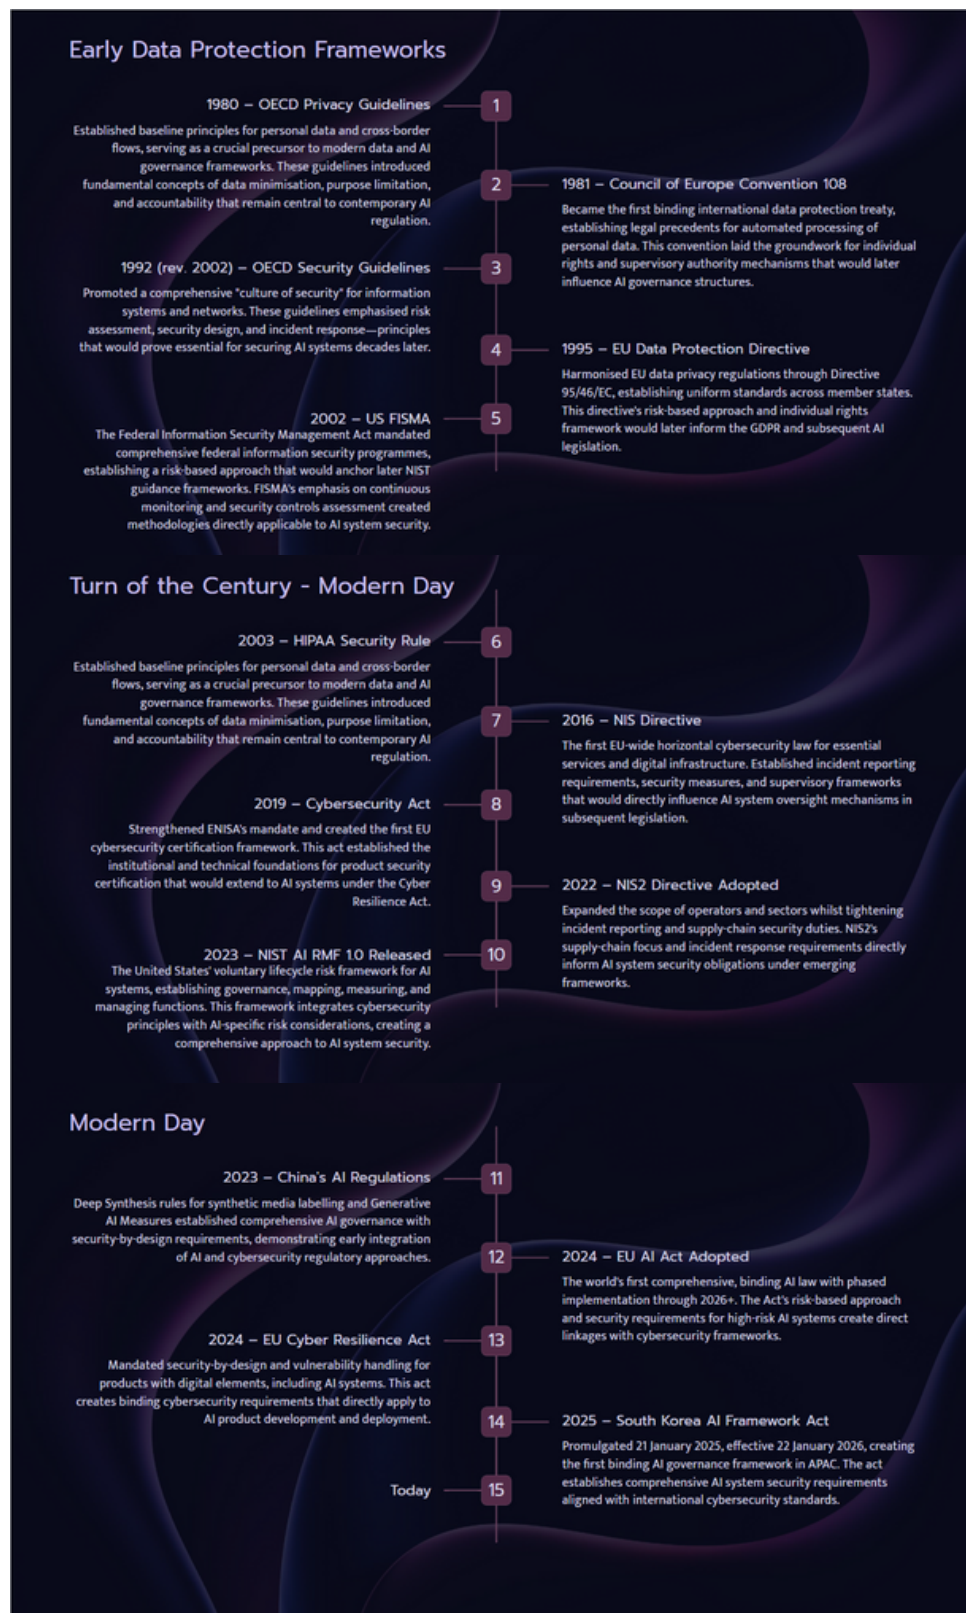 Early Data Protection Frameworks
1980 – OECD Privacy Guidelines
1
Established baseline principles for personal data and cross-border
flows, serving as a crucial precursor to modern data and AI
governance frameworks. These guidelines introduced
fundamental concepts of data minimisation, purpose limitation,
and accountability that remain central to contemporary AI
regulation.
2
1981 – Council of Europe Convention 108
Became the first binding international data protection treaty,
establishing legal precedents for automated processing of
personal data. This convention laid the groundwork for individual
rights and supervisory authority mechanisms that would later
influence AI governance structures.
1992 (rev. 2002) – OECD Security Guidelines
3
Promoted a comprehensive "culture of security" for information
systems and networks. These guidelines emphasised risk
assessment, security design, and incident response—principles
that would prove essential for securing AI systems decades later.
4
1995 – EU Data Protection Directive
Harmonised EU data privacy regulations through Directive
95/46/EC, establishing uniform standards across member states.
This directive's risk-based approach and individual rights
framework would later inform the GDPR and subsequent AI
legislation.
2002 – US FISMA
5
The Federal Information Security Management Act mandated
comprehensive federal information security programmes,
establishing a risk-based approach that would anchor later NIST
guidance frameworks. FISMA's emphasis on continuous
monitoring and security controls assessment created
methodologies directly applicable to AI system security.
Turn of the Century - Modern Day
2003 – HIPAA Security Rule
6
Established baseline principles for personal data and cross-border
flows, serving as a crucial precursor to modern data and AI
governance frameworks. These guidelines introduced
fundamental concepts of data minimisation, purpose limitation,
and accountability that remain central to contemporary AI
regulation.
7
2016 – NIS Directive
The first EU-wide horizontal cybersecurity law for essential
services and digital infrastructure. Established incident reporting
requirements, security measures, and supervisory frameworks
that would directly influence AI system oversight mechanisms in
subsequent legislation.
2019 – Cybersecurity Act
8
Strengthened ENISA's mandate and created the first EU
cybersecurity certification framework. This act established the
institutional and technical foundations for product security
certification that would extend to AI systems under the Cyber
Resilience Act.
9
2022 – NIS2 Directive Adopted
Expanded the scope of operators and sectors whilst tightening
incident reporting and supply-chain security duties. NIS2's
supply-chain focus and incident response requirements directly
inform AI system security obligations under emerging
frameworks.
2023 – NIST AI RMF 1.0 Released
10
The United States' voluntary lifecycle risk framework for AI
systems, establishing governance, mapping, measuring, and
managing functions. This framework integrates cybersecurity
principles with AI-specific risk considerations, creating a
comprehensive approach to AI system security.
Modern Day
2023 – China's AI Regulations
11
Deep Synthesis rules for synthetic media labelling and Generative
AI Measures established comprehensive AI governance with
security-by-design requirements, demonstrating early integration
of AI and cybersecurity regulatory approaches.
12
2024 – EU AI Act Adopted
The world's first comprehensive, binding AI law with phased
implementation through 2026+. The Act's risk-based approach
and security requirements for high-risk AI systems create direct
linkages with cybersecurity frameworks.
2024 – EU Cyber Resilience Act
13
Mandated security-by-design and vulnerability handling for
products with digital elements, including AI systems. This act
creates binding cybersecurity requirements that directly apply to
AI product development and deployment.
14
2025 – South Korea AI Framework Act
Promulgated 21 January 2025, effective 22 January 2026, creating
the first binding AI governance framework in APAC. The act
establishes comprehensive AI system security requirements
aligned with international cybersecurity standards.
Today
15